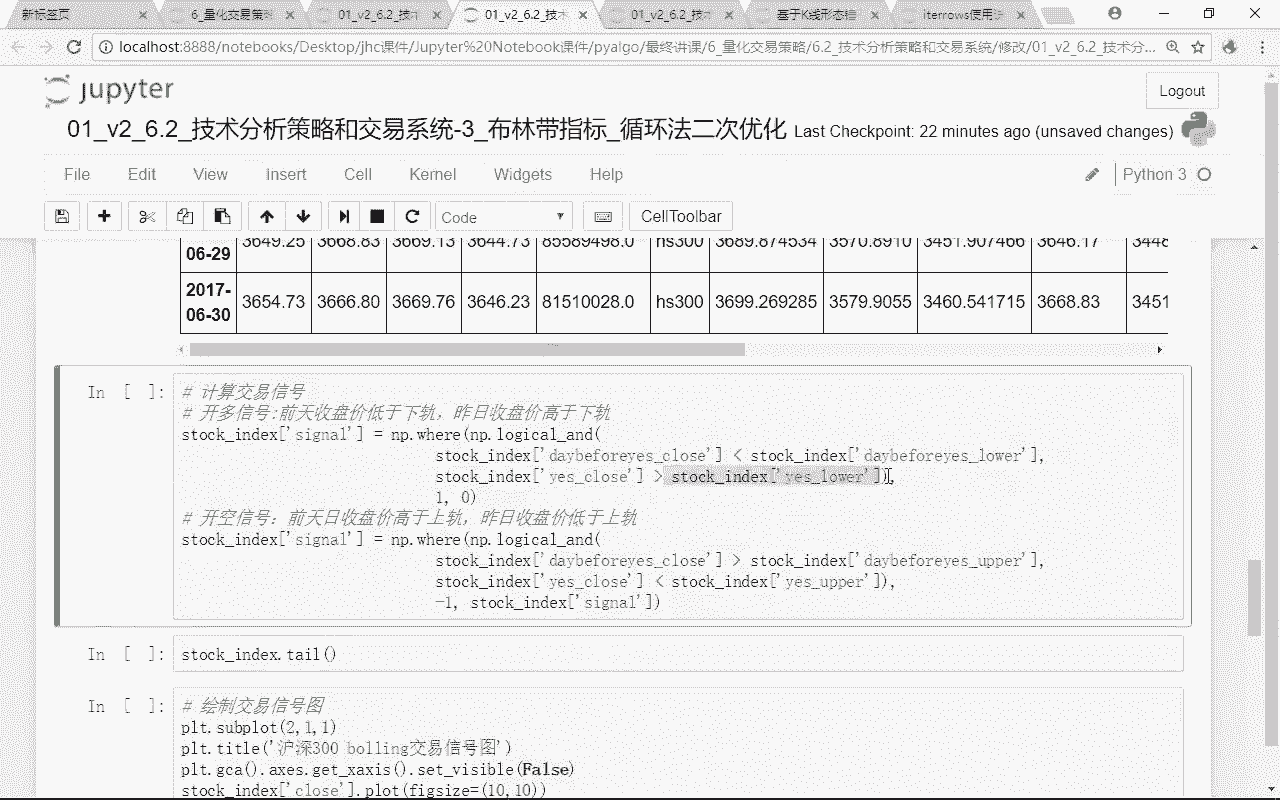 新标签页
6_量化交易策略
01_v2_6.2_技术
01_v2_6.2_技术
01_v2_6.2_技术
基于K线形态错
iterrows使用
localhost:8888/notebooks/Desktop/jhc课件/Jupyter%20Notebook课件/pyalgo/最终讲课/6_量化交易策略/6.2_技术分析策略和交易系统/修改/01_v2_6.2_技术分...
jupyter
Logout
01_v2_6.2_技术分析策略和交易系统-3_布林带指标_循环法二次优化 Last Checkpoint: 22 minutes ago (unsaved changes)
File Edit View Insert Cell Kernel Widgets Help
Python 3
Code
CellToolbar
06-29 3649.25 3668.83 3669.13 3644.73 85589498.0 hs300 3689.874534 3570.8910 3451.907466 3646.17 3448
2017-06-30 3654.73 3666.80 3669.76 3646.23 81510028.0 hs300 3699.269285 3579.9055 3460.541715 3668.83 3451
In [ ]:
# 计算交易信号
# 开多信号:前天收盘价低于下轨，昨日收盘价高于下轨
stock_index['signal'] = np.where(np.logical_and(
stock_index['daybeforeyes_close'] < stock_index['daybeforeyes_lower'],
stock_index['yes_close'] > stock_index['yes_lower']),
1, 0)
# 开空信号：前天日收盘价高于上轨，昨日收盘价低于上轨
stock_index['signal'] = np.where(np.logical_and(
stock_index['daybeforeyes_close'] > stock_index['daybeforeyes_upper'],
stock_index['yes_close'] < stock_index['yes_upper']),
-1, stock_index['signal'])
In [ ]:
stock_index.tail()
In [ ]:
# 绘制交易信号图
plt.subplot(2,1,1)
plt.title('沪深300 bolling交易信号图')
plt.gca().axes.get_xaxis().set_visible(False)
stock_index['close'].plot(figsize=(10,10))